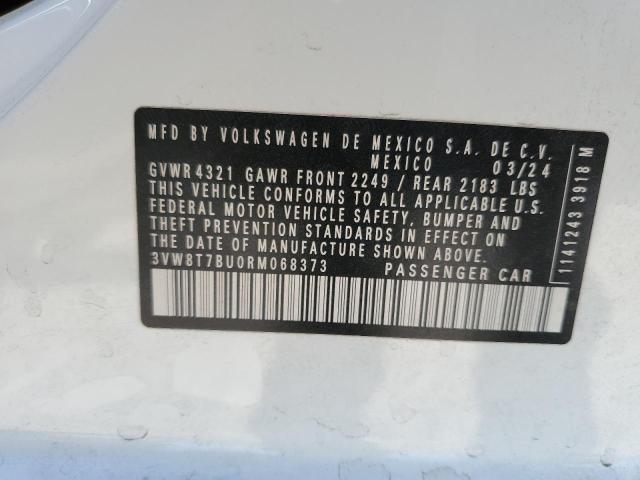 MFD BY VOLKSWAGEN DE MEXICO S.A. DE C.V.
MEXICO 03/24
GVWR 4321 GAWR FRONT 2249 / REAR 2183 LBS
THIS VEHICLE CONFORMS TO ALL APPLICABLE U.S.
FEDERAL MOTOR VEHICLE SAFETY, BUMPER AND
THEFT PREVENTION STANDARDS IN EFFECT ON
THE DATE OF MANUFACTURE SHOWN ABOVE.
3VW8T7BU0RM068373 PASSENGER CAR
1141243 3918 M